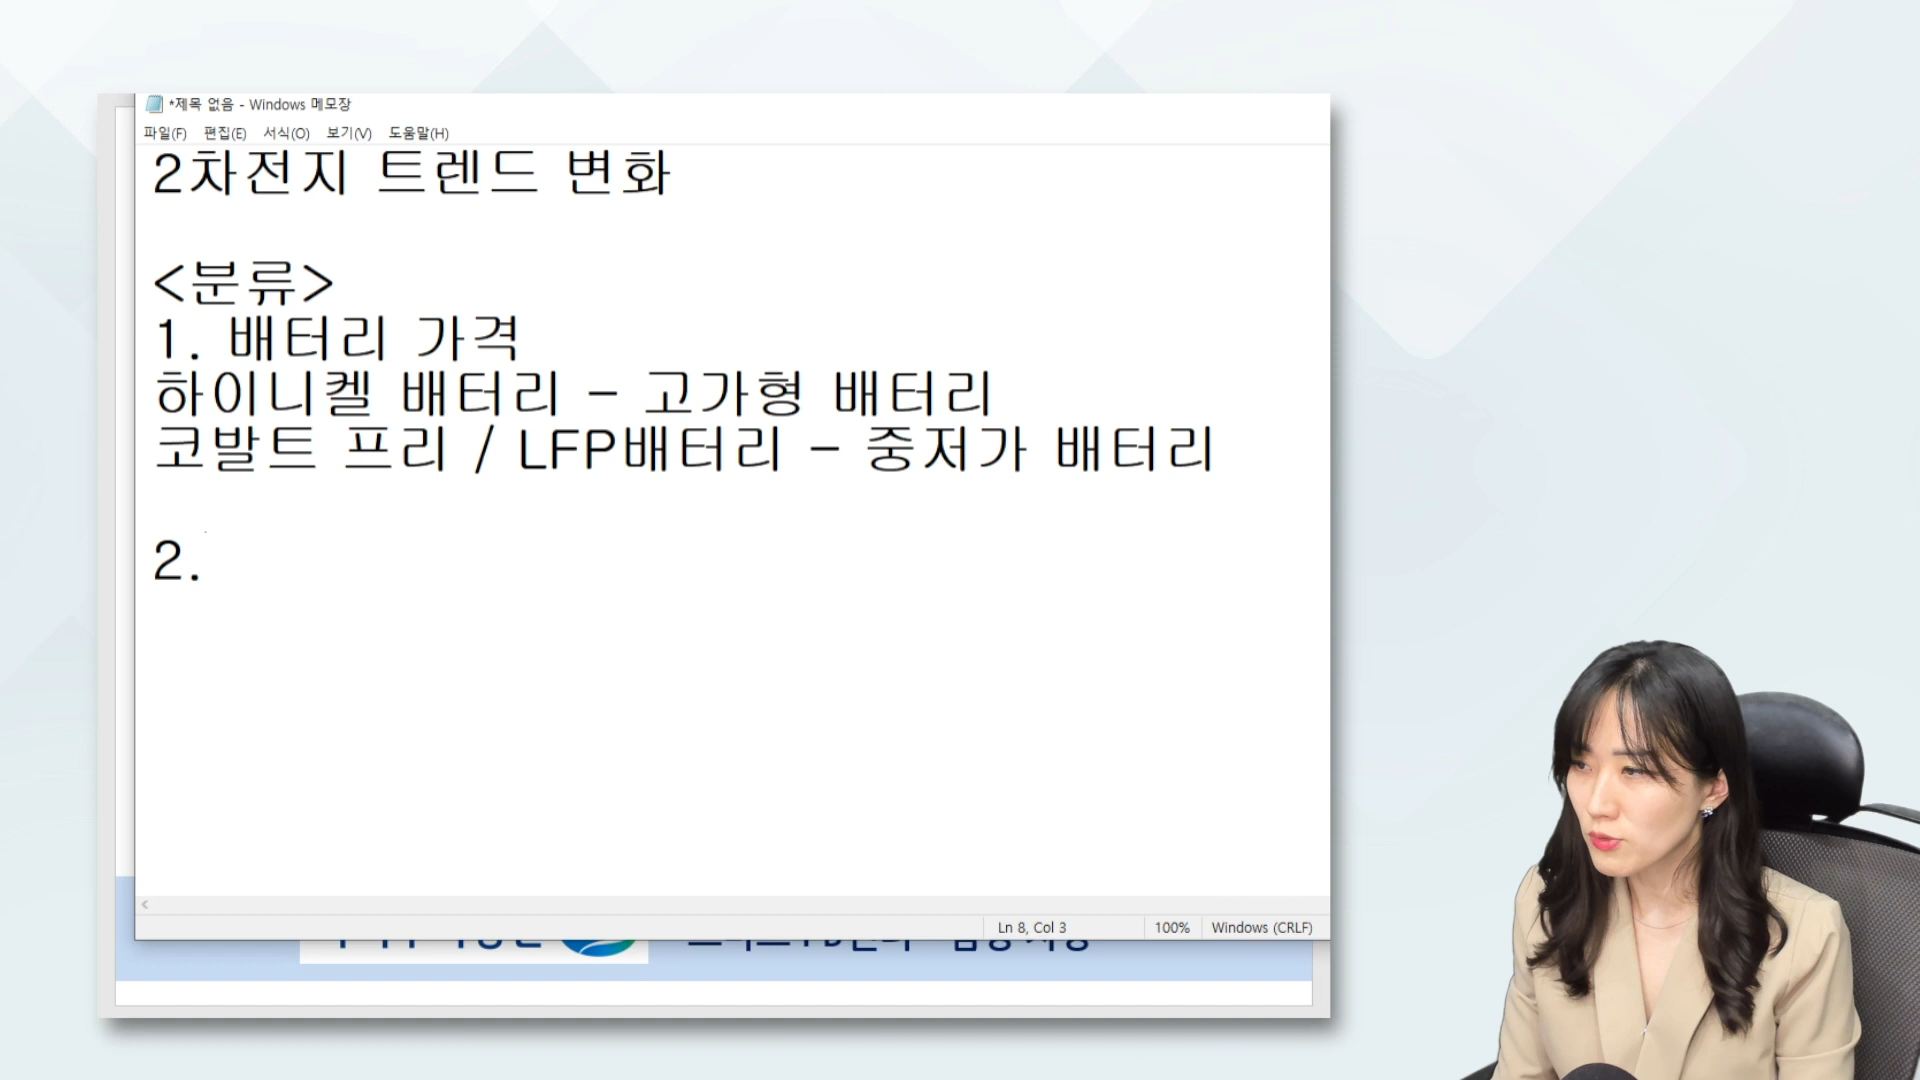 *제목 없음 - Windows 메모장
파일(F) 편집(E) 서식(O) 보기(V) 도움말(H)
2차전지 트렌드 변화
<분류>
1. 배터리 가격
하이니켈 배터리 - 고가형 배터리
코발트 프리 / LFP배터리 - 중저가 배터리
2.
Ln 8, Col 3 100% Windows (CRLF)